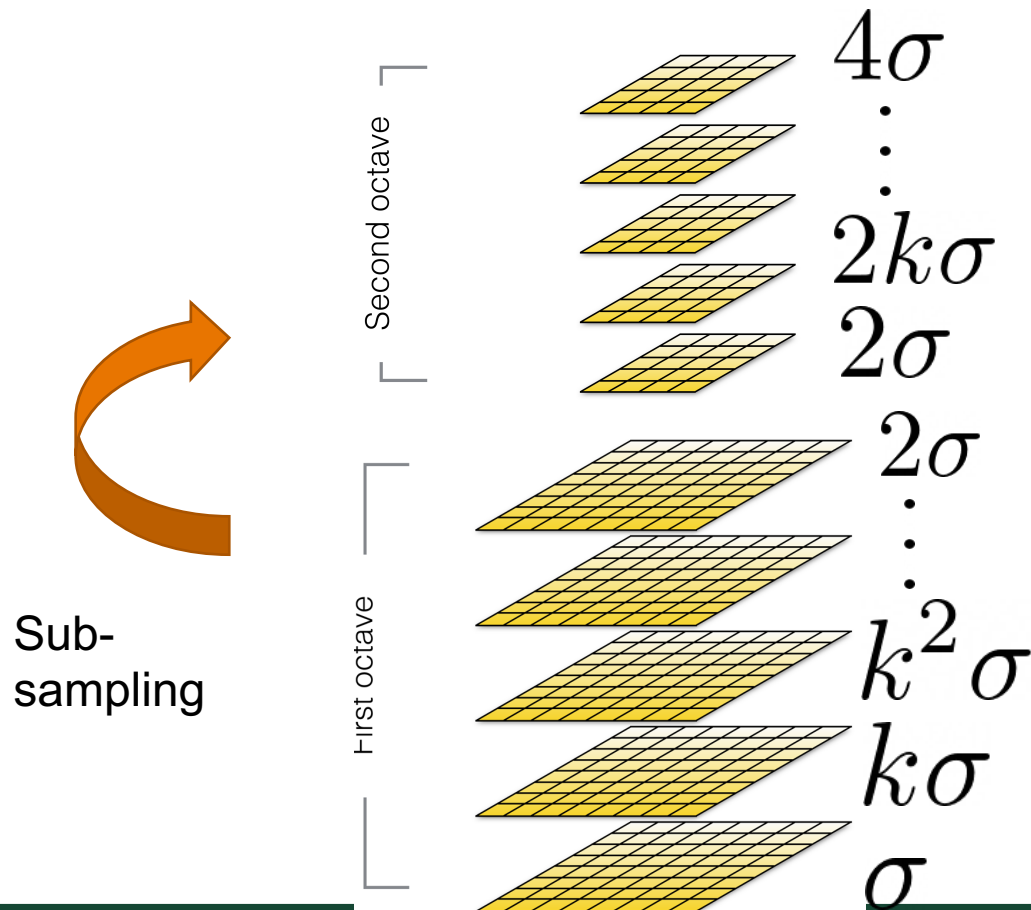 4σ
⋮
2kσ
2σ
Second octave
2σ
⋮
k²σ
kσ
σ
First octave
Sub-
sampling